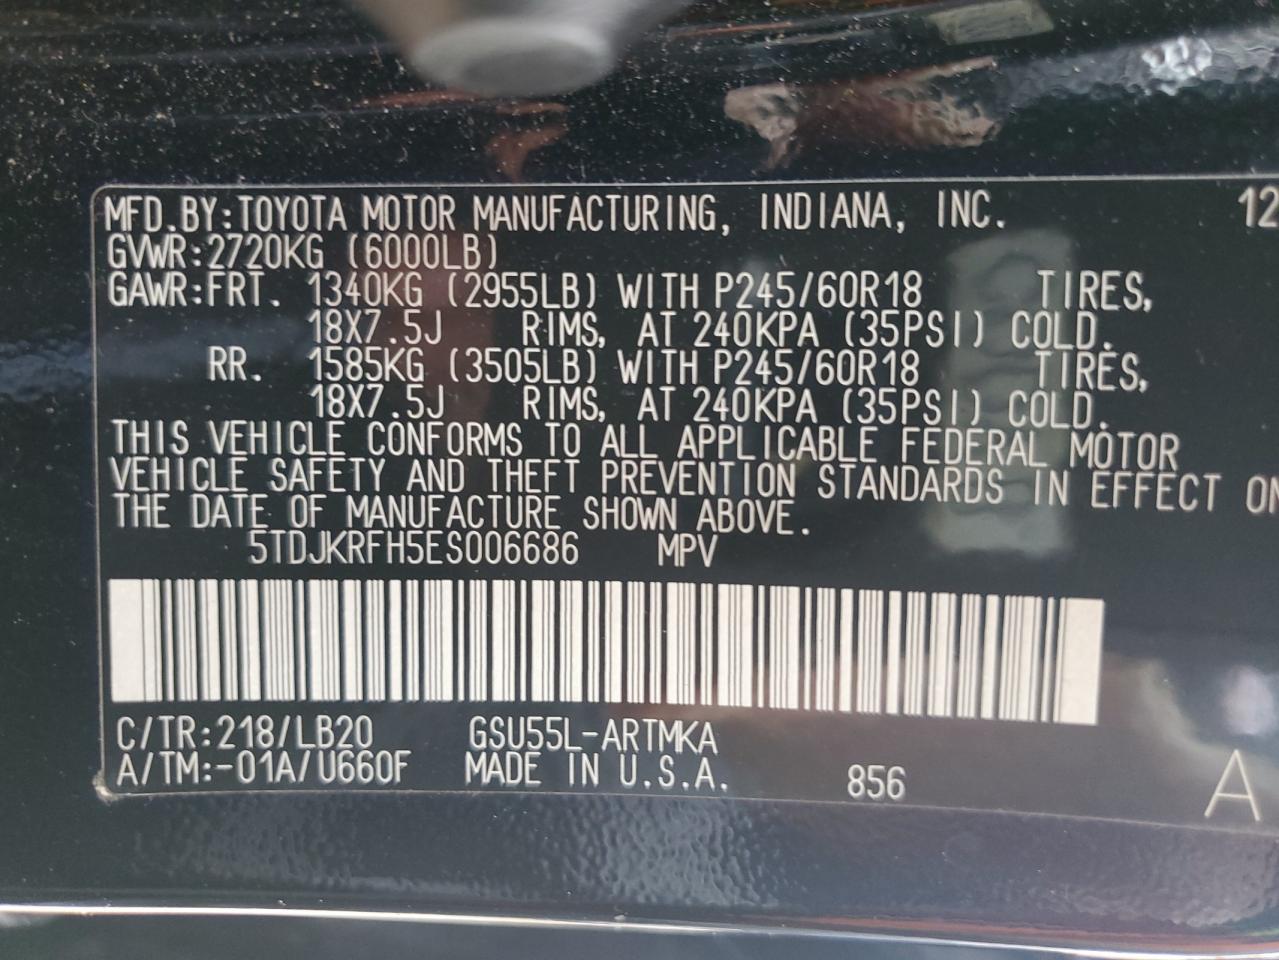 MFD.BY:TOYOTA MOTOR MANUFACTURING, INDIANA, INC. 12
GVWR:2720KG (6000LB)
GAWR:FRT. 1340KG (2955LB) WITH P245/60R18 TIRES,
18X7.5J RIMS, AT 240KPA (35PSI) COLD.
RR. 1585KG (3505LB) WITH P245/60R18 TIRES,
18X7.5J RIMS, AT 240KPA (35PSI) COLD.
THIS VEHICLE CONFORMS TO ALL APPLICABLE FEDERAL MOTOR
VEHICLE SAFETY AND THEFT PREVENTION STANDARDS IN EFFECT ON
THE DATE OF MANUFACTURE SHOWN ABOVE.
5TDJKRFH5ES006686 MPV
C/TR:218/LB20 GSU55L-ARTMKA
A/TM:-01A/U660F MADE IN U.S.A. 856 A